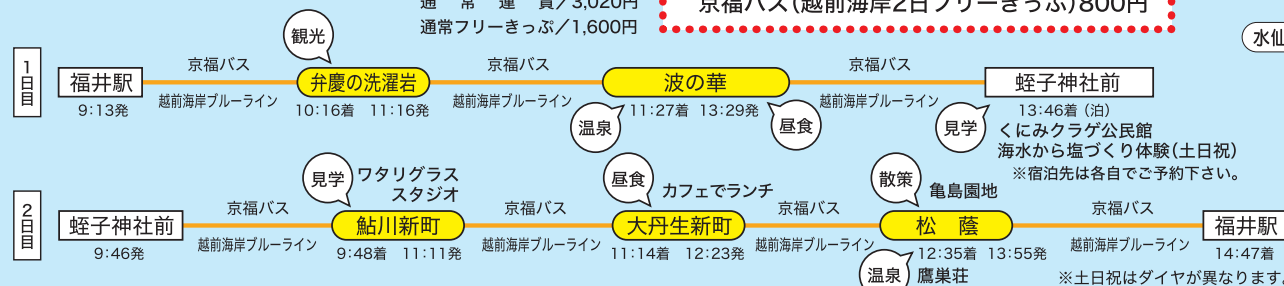 通常運賃／3,020円
通常フリーきっぷ／1,600円
京福バス（越前海岸2日フリーきっぷ）800円
水仙
1日目
観光
福井駅
9:13発
京福バス
越前海岸ブルーライン
弁慶の洗濯岩
10:16着 11:16発
京福バス
越前海岸ブルーライン
波の華
11:27着 13:29発
温泉
昼食
京福バス
越前海岸ブルーライン
蛭子神社前
13:46着（泊）
見学
くにみクラゲ公民館
海水から塩づくり体験（土日祝）
※宿泊先は各自でご予約下さい。
2日目
蛭子神社前
9:46発
京福バス
越前海岸ブルーライン
見学
ワタリグラス
スタジオ
鮎川新町
9:48着 11:11発
京福バス
越前海岸ブルーライン
昼食
カフェでランチ
大丹生新町
11:14着 12:23発
京福バス
越前海岸ブルーライン
散策
亀島園地
松 蔭
12:35着 13:55発
温泉
鷹巣荘
京福バス
越前海岸ブルーライン
福井駅
14:47着
※土日祝はダイヤが異なります。